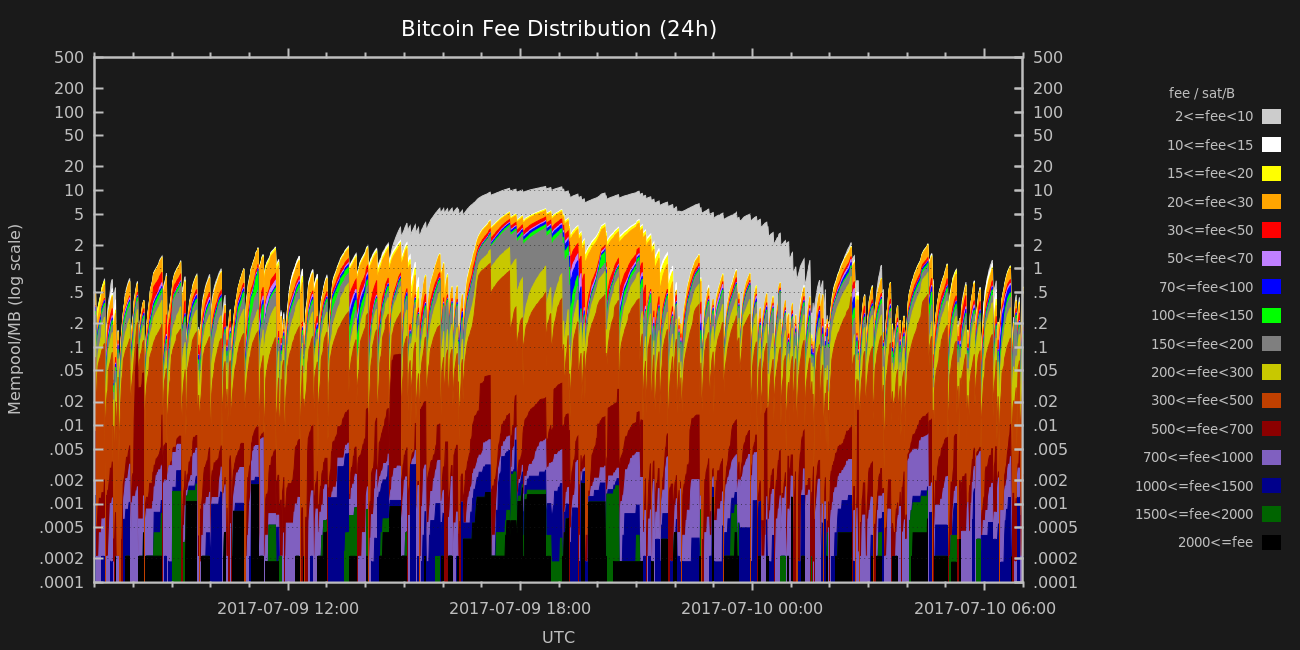 Bitcoin Fee Distribution (24h)
500 500
200 200
100 100
50 50
20 20
10 10
5 5
2 2
1 1
.5 .5
.2 .2
.1 .1
.05 .05
.02 .02
.01 .01
.005 .005
.002 .002
.001 .001
.0005 .0005
.0002 .0002
.0001 .0001
Mempool/MB (log scale)
2017-07-09 12:00 2017-07-09 18:00 2017-07-10 00:00 2017-07-10 06:00
UTC
fee / sat/B
2<=fee<10
10<=fee<15
15<=fee<20
20<=fee<30
30<=fee<50
50<=fee<70
70<=fee<100
100<=fee<150
150<=fee<200
200<=fee<300
300<=fee<500
500<=fee<700
700<=fee<1000
1000<=fee<1500
1500<=fee<2000
2000<=fee